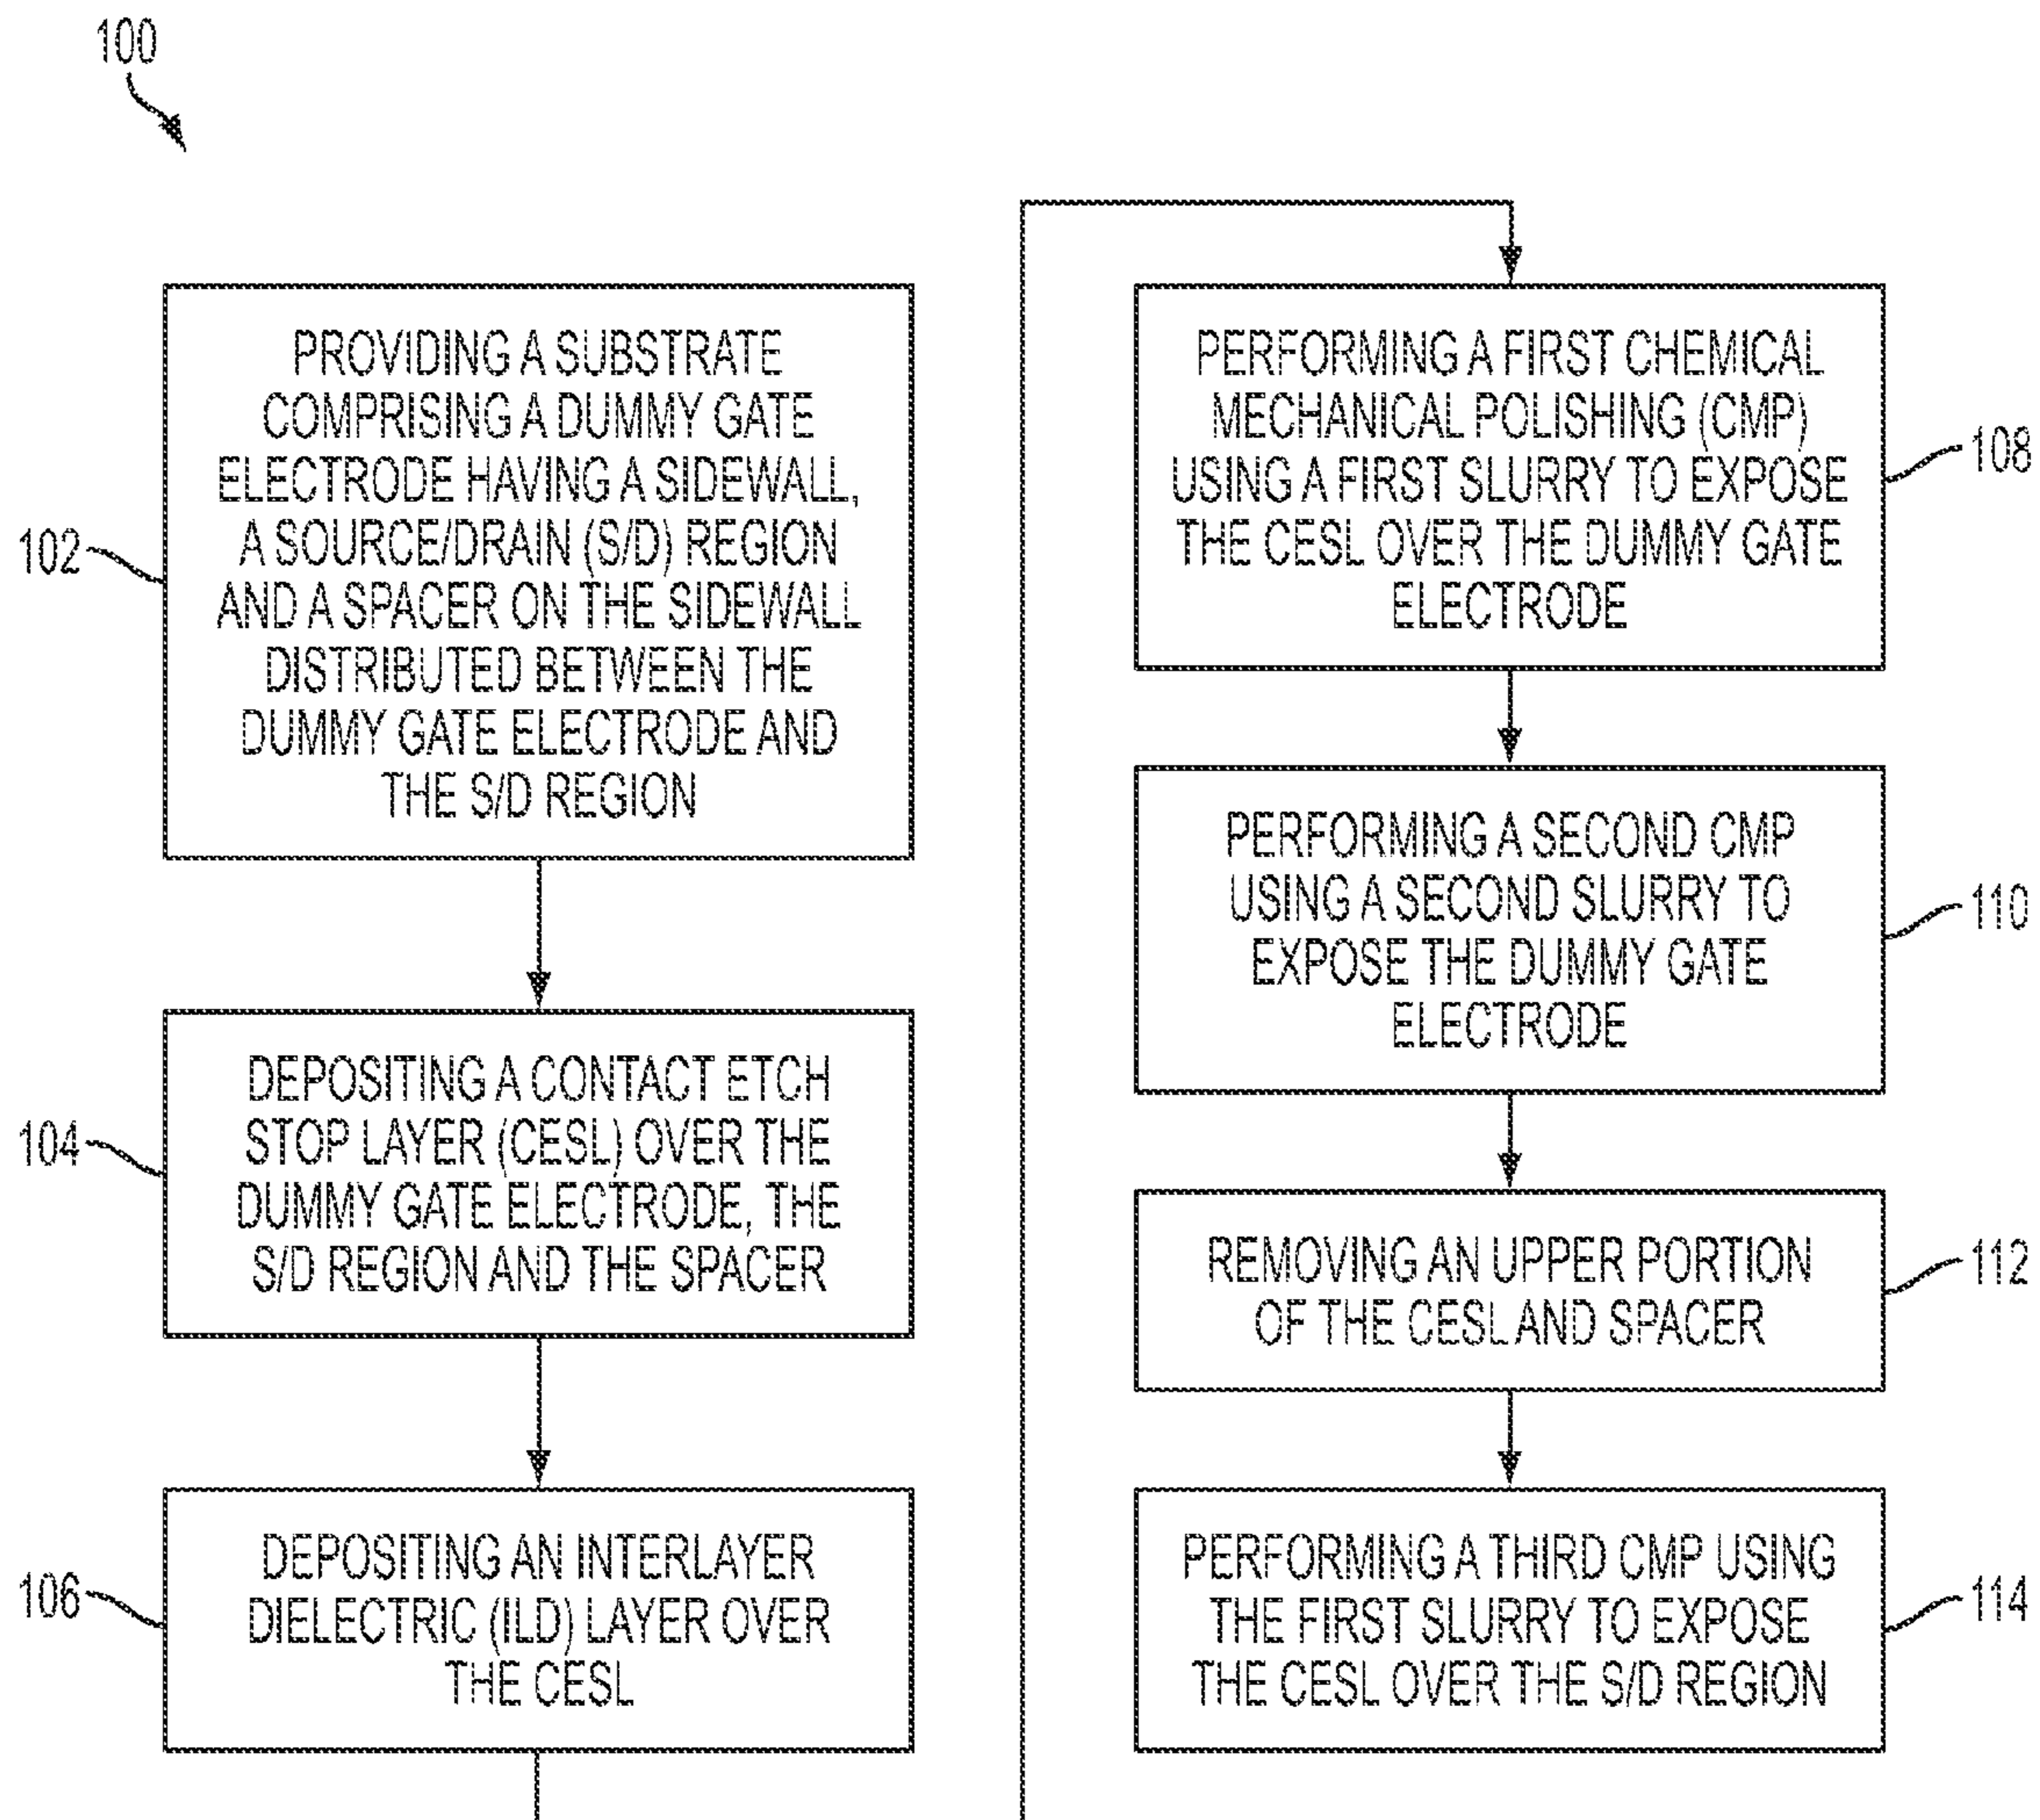 100
102
PROVIDING A SUBSTRATE
COMPRISING A DUMMY GATE
ELECTRODE HAVING A SIDEWALL,
A SOURCE/DRAIN (S/D) REGION
AND A SPACER ON THE SIDEWALL
DISTRIBUTED BETWEEN THE
DUMMY GATE ELECTRODE AND
THE S/D REGION
104
DEPOSITING A CONTACT ETCH
STOP LAYER (CESL) OVER THE
DUMMY GATE ELECTRODE, THE
S/D REGION AND THE SPACER
106
DEPOSITING AN INTERLAYER
DIELECTRIC (ILD) LAYER OVER
THE CESL
PERFORMING A FIRST CHEMICAL
MECHANICAL POLISHING (CMP)
USING A FIRST SLURRY TO EXPOSE
THE CESL OVER THE DUMMY GATE
ELECTRODE
108
PERFORMING A SECOND CMP
USING A SECOND SLURRY TO
EXPOSE THE DUMMY GATE
ELECTRODE
110
REMOVING AN UPPER PORTION
OF THE CESL AND SPACER
112
PERFORMING A THIRD CMP USING
THE FIRST SLURRY TO EXPOSE
THE CESL OVER THE S/D REGION
114